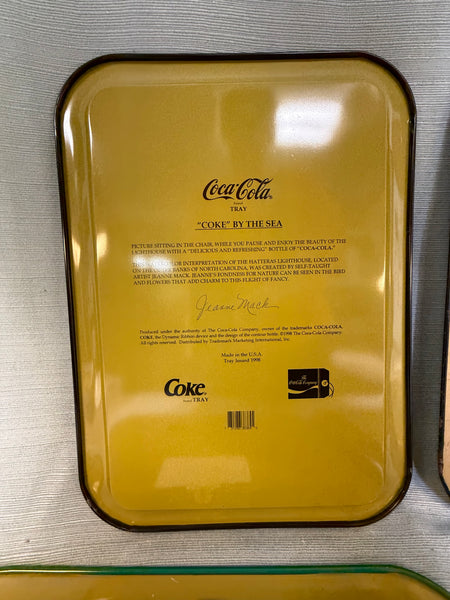 Coca-Cola
BRAND
TRAY
"COKE" BY THE SEA
PICTURE SITTING IN THE CHAIR, WHILE YOU PAUSE AND ENJOY THE BEAUTY OF THE
LIGHTHOUSE WITH A "DELICIOUS AND REFRESHING" BOTTLE OF "COCA-COLA."
OR INTERPRETATION OF THE HATTERAS LIGHTHOUSE, LOCATED
ON THE BANKS OF NORTH CAROLINA, WAS CREATED BY SELF-TAUGHT
ARTIST JEANNE MACK. JEANNE'S FONDNESS FOR NATURE CAN BE SEEN IN THE BIRD
AND FLOWERS THAT ADD CHARM TO THIS FLIGHT OF FANCY.
Jeanne Mack
Produced under the authority of The Coca-Cola Company, owner of the trademarks COCA-COLA,
COKE, the Dynamic Ribbon device and the design of the contour bottle. ©1998 The Coca-Cola Company.
All rights reserved. Distributed by Trademark Marketing International, Inc.
Made in the U.S.A.
Tray Issued 1998
Coke
BRAND TRAY
The
Coca-Cola Company